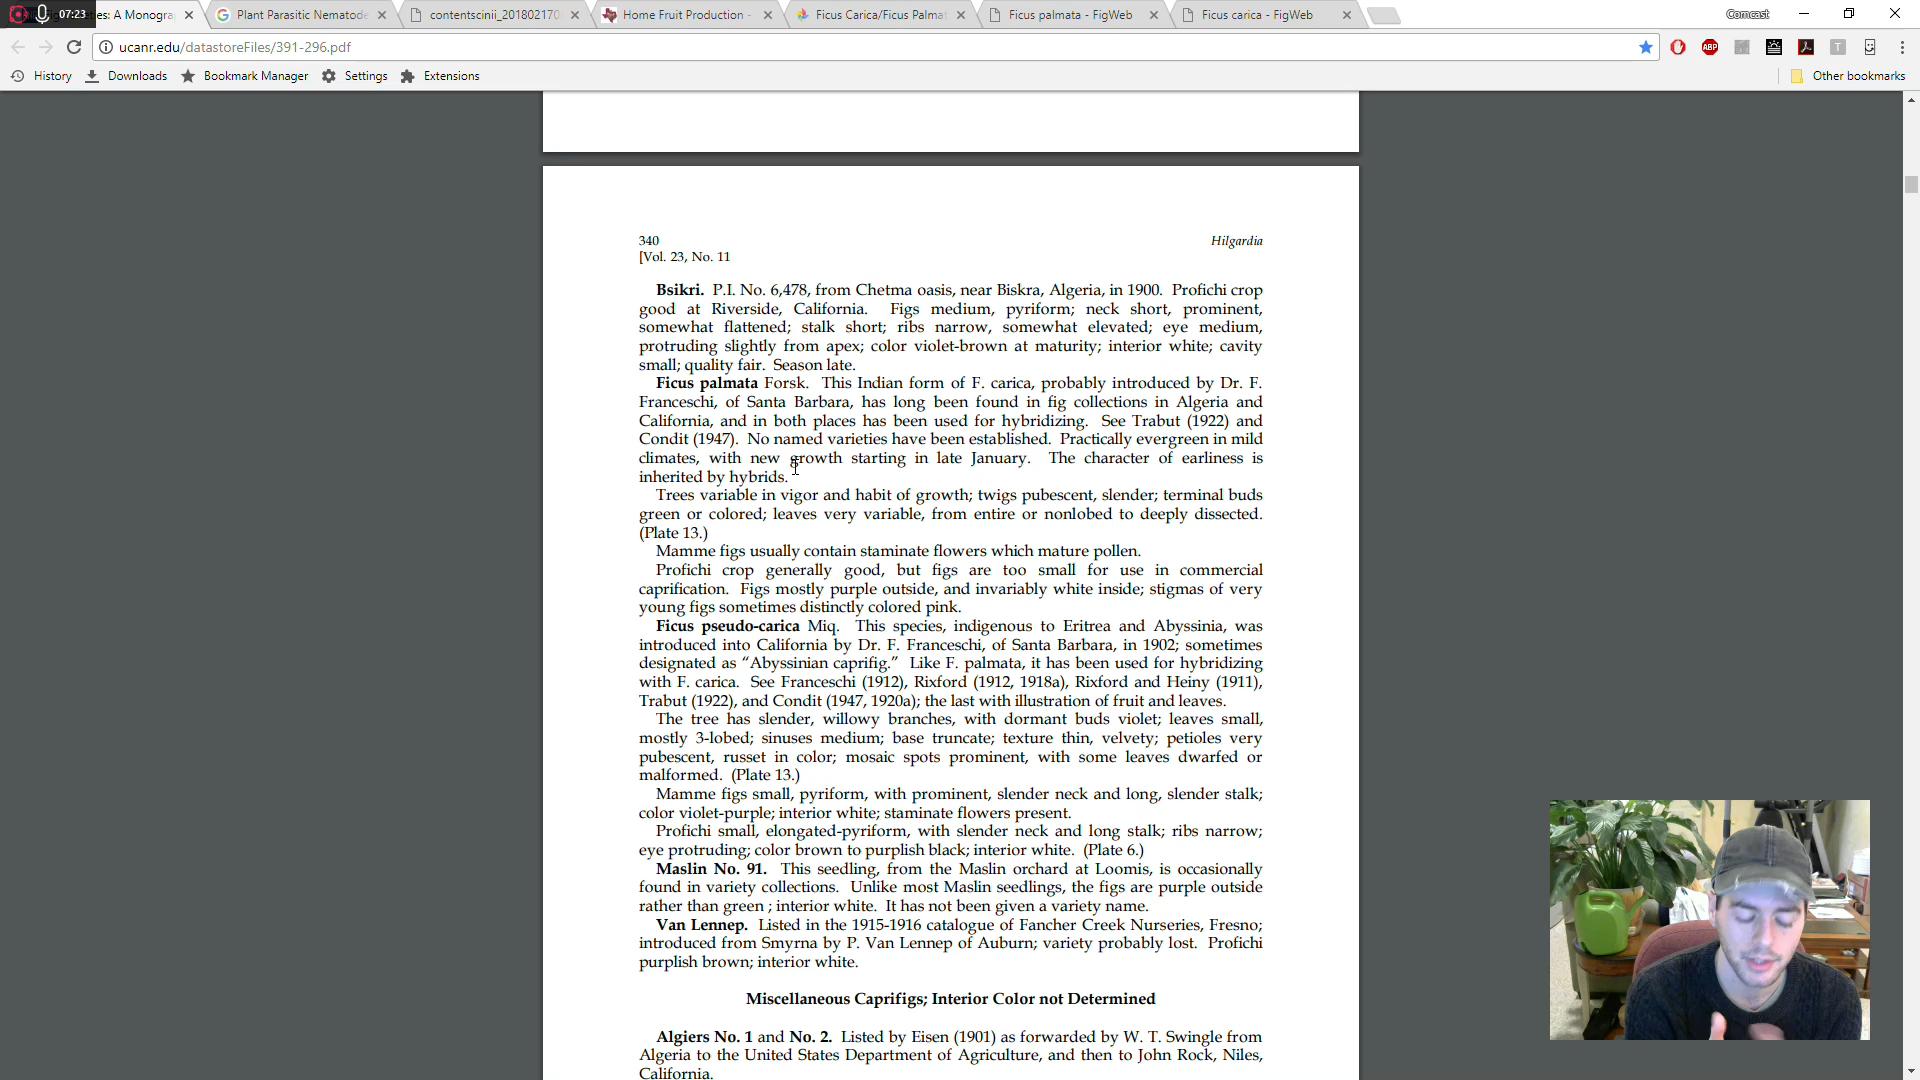 07:23
ies: A Monogra
Plant Parasitic Nematode
contentscinii_201802170
Home Fruit Production -
Ficus Carica/Ficus Palma
Ficus palmata - FigWeb
Ficus carica - FigWeb
Comcast
ucanr.edu/datastoreFiles/391-296.pdf
ABP
T
History
Downloads
Bookmark Manager
Settings
Extensions
Other bookmarks
340
Hilgardia
[Vol. 23, No. 11
Bsikri. P.I. No. 6,478, from Chetma oasis, near Biskra, Algeria, in 1900. Profichi crop
good at Riverside, California. Figs medium, pyriform; neck short, prominent,
somewhat flattened; stalk short; ribs narrow, somewhat elevated; eye medium,
protruding slightly from apex; color violet-brown at maturity; interior white; cavity
small; quality fair. Season late.
Ficus palmata Forsk. This Indian form of F. carica, probably introduced by Dr. F.
Franceschi, of Santa Barbara, has long been found in fig collections in Algeria and
California, and in both places has been used for hybridizing. See Trabut (1922) and
Condit (1947). No named varieties have been established. Practically evergreen in mild
climates, with new growth starting in late January. The character of earliness is
inherited by hybrids.
Trees variable in vigor and habit of growth; twigs pubescent, slender; terminal buds
green or colored; leaves very variable, from entire or nonlobed to deeply dissected.
(Plate 13.)
Mamme figs usually contain staminate flowers which mature pollen.
Profichi crop generally good, but figs are too small for use in commercial
caprification. Figs mostly purple outside, and invariably white inside; stigmas of very
young figs sometimes distinctly colored pink.
Ficus pseudo-carica Miq. This species, indigenous to Eritrea and Abyssinia, was
introduced into California by Dr. F. Franceschi, of Santa Barbara, in 1902; sometimes
designated as “Abyssinian caprifig.” Like F. palmata, it has been used for hybridizing
with F. carica. See Franceschi (1912), Rixford (1912, 1918a), Rixford and Heiny (1911),
Trabut (1922), and Condit (1947, 1920a); the last with illustration of fruit and leaves.
The tree has slender, willowy branches, with dormant buds violet; leaves small,
mostly 3-lobed; sinuses medium; base truncate; texture thin, velvety; petioles very
pubescent, russet in color; mosaic spots prominent, with some leaves dwarfed or
malformed. (Plate 13.)
Mamme figs small, pyriform, with prominent, slender neck and long, slender stalk;
color violet-purple; interior white; staminate flowers present.
Profichi small, elongated-pyriform, with slender neck and long stalk; ribs narrow;
eye protruding; color brown to purplish black; interior white. (Plate 6.)
Maslin No. 91. This seedling, from the Maslin orchard at Loomis, is occasionally
found in variety collections. Unlike most Maslin seedlings, the figs are purple outside
rather than green ; interior white. It has not been given a variety name.
Van Lennep. Listed in the 1915-1916 catalogue of Fancher Creek Nurseries, Fresno;
introduced from Smyrna by P. Van Lennep of Auburn; variety probably lost. Profichi
purplish brown; interior white.
Miscellaneous Caprifigs; Interior Color not Determined
Algiers No. 1 and No. 2. Listed by Eisen (1901) as forwarded by W. T. Swingle from
Algeria to the United States Department of Agriculture, and then to John Rock, Niles,
California.